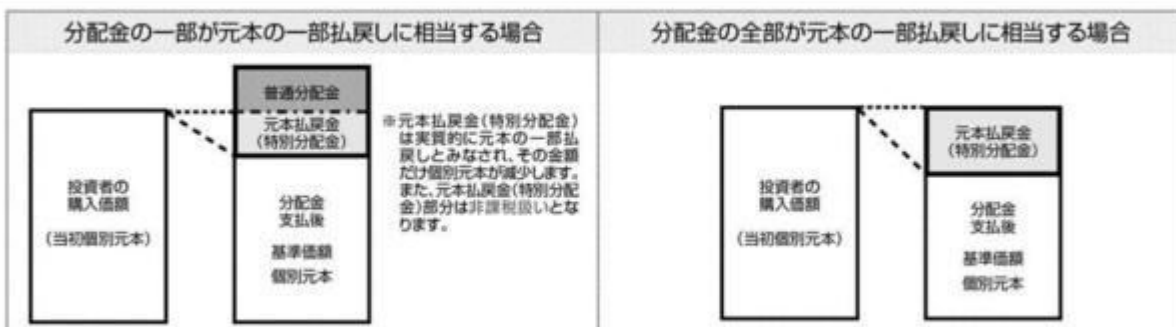 分配金の一部が元本の一部払戻しに相当する場合
普通分配金
元本払戻金
(特別分配金)
投資者の
購入価額
(当初個別元本)
分配金
支払後
基準価額
個別元本
※元本払戻金(特別分配金)
は実質的に元本の一部払
戻しとみなされ、その金額
だけ個別元本が減少します。
また、元本払戻金(特別分配
金)部分は非課税扱いとな
ります。
分配金の全部が元本の一部払戻しに相当する場合
投資者の
購入価額
(当初個別元本)
元本払戻金
(特別分配金)
分配金
支払後
基準価額
個別元本